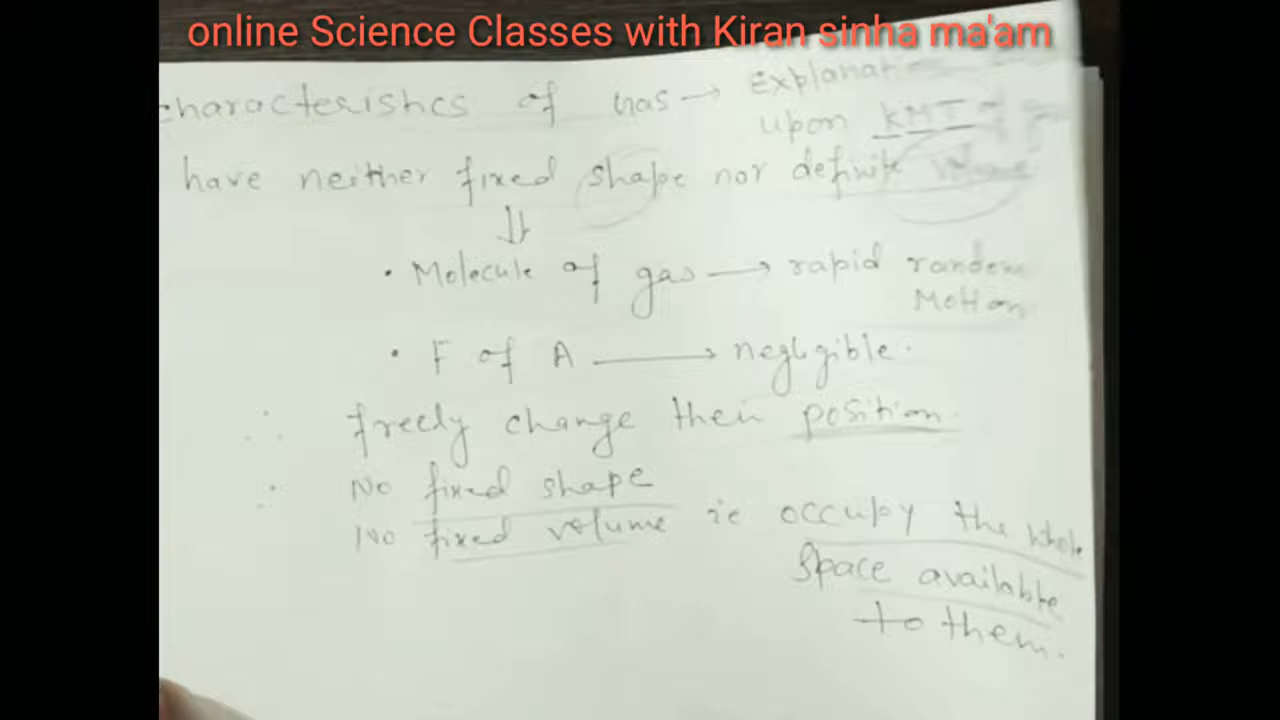 online Science Classes with Kiran sinha ma'am
characteristics of Gas → Explanati
upon KMT
have neither fixed shape nor definite
⇓
• Molecule of gas → rapid random
Motion
• F of A → negligible.
∴ freely change their position.
∴ No fixed shape
No fixed volume ie occupy the whole
space available
to them.